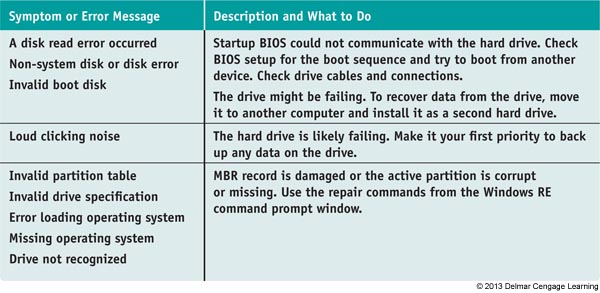 Symptom or Error Message
Description and What to Do
A disk read error occurred
Non-system disk or disk error
Invalid boot disk
Startup BIOS could not communicate with the hard drive. Check
BIOS setup for the boot sequence and try to boot from another
device. Check drive cables and connections.
The drive might be failing. To recover data from the drive, move
it to another computer and install it as a second hard drive.
Loud clicking noise
The hard drive is likely failing. Make it your first priority to back
up any data on the drive.
Invalid partition table
Invalid drive specification
Error loading operating system
Missing operating system
Drive not recognized
MBR record is damaged or the active partition is corrupt
or missing. Use the repair commands from the Windows RE
command prompt window.
© 2013 Delmar Cengage Learning